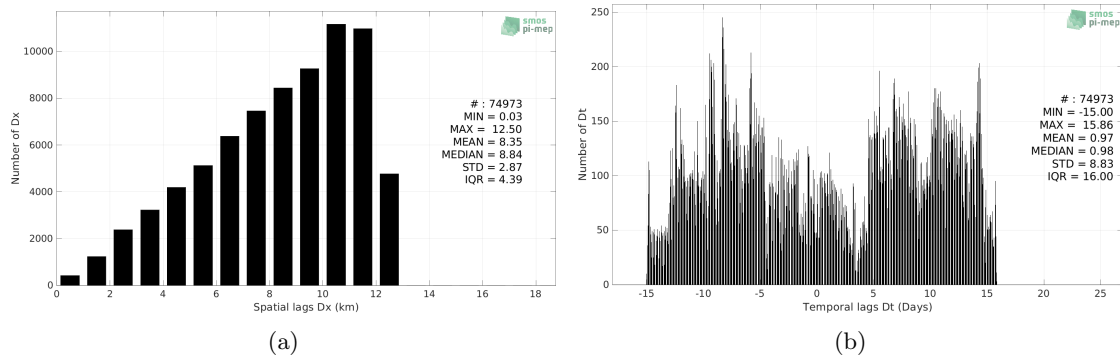 smos
pi-mep
10000
8000
6000
4000
2000
0
Number of Dx
# : 74973
MIN = 0.03
MAX = 12.50
MEAN = 8.35
MEDIAN = 8.84
STD = 2.87
IQR = 4.39
0 2 4 6 8 10 12 14 16 18
Spatial lags Dx (km)
(a)
smos
pi-mep
250
200
150
100
50
0
Number of Dt
# : 74973
MIN = -15.00
MAX = 15.86
MEAN = 0.97
MEDIAN = 0.98
STD = 8.83
IQR = 16.00
-15 -10 -5 0 5 10 15 20 25
Temporal lags Dt (Days)
(b)